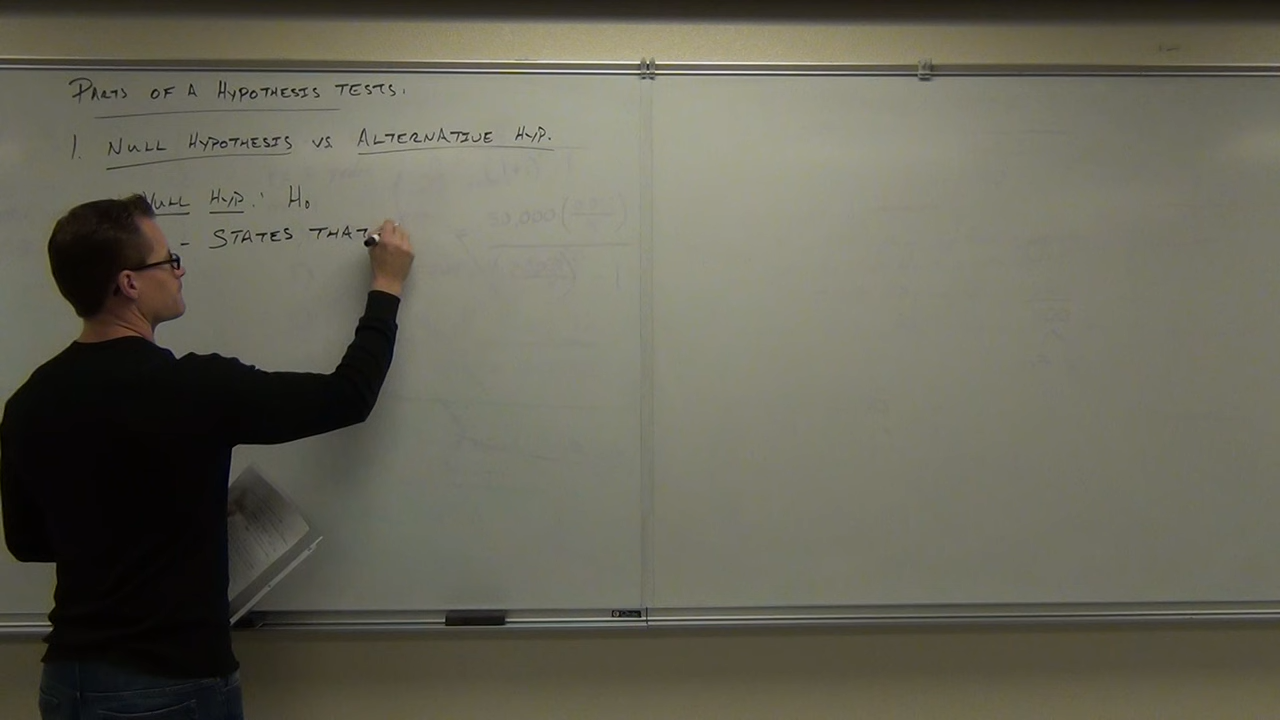 PARTS OF A HYPOTHESIS TESTS.
1. NULL HYPOTHESIS VS. ALTERNATIVE HYP.
NULL HYP. : H₀
- STATES THAT